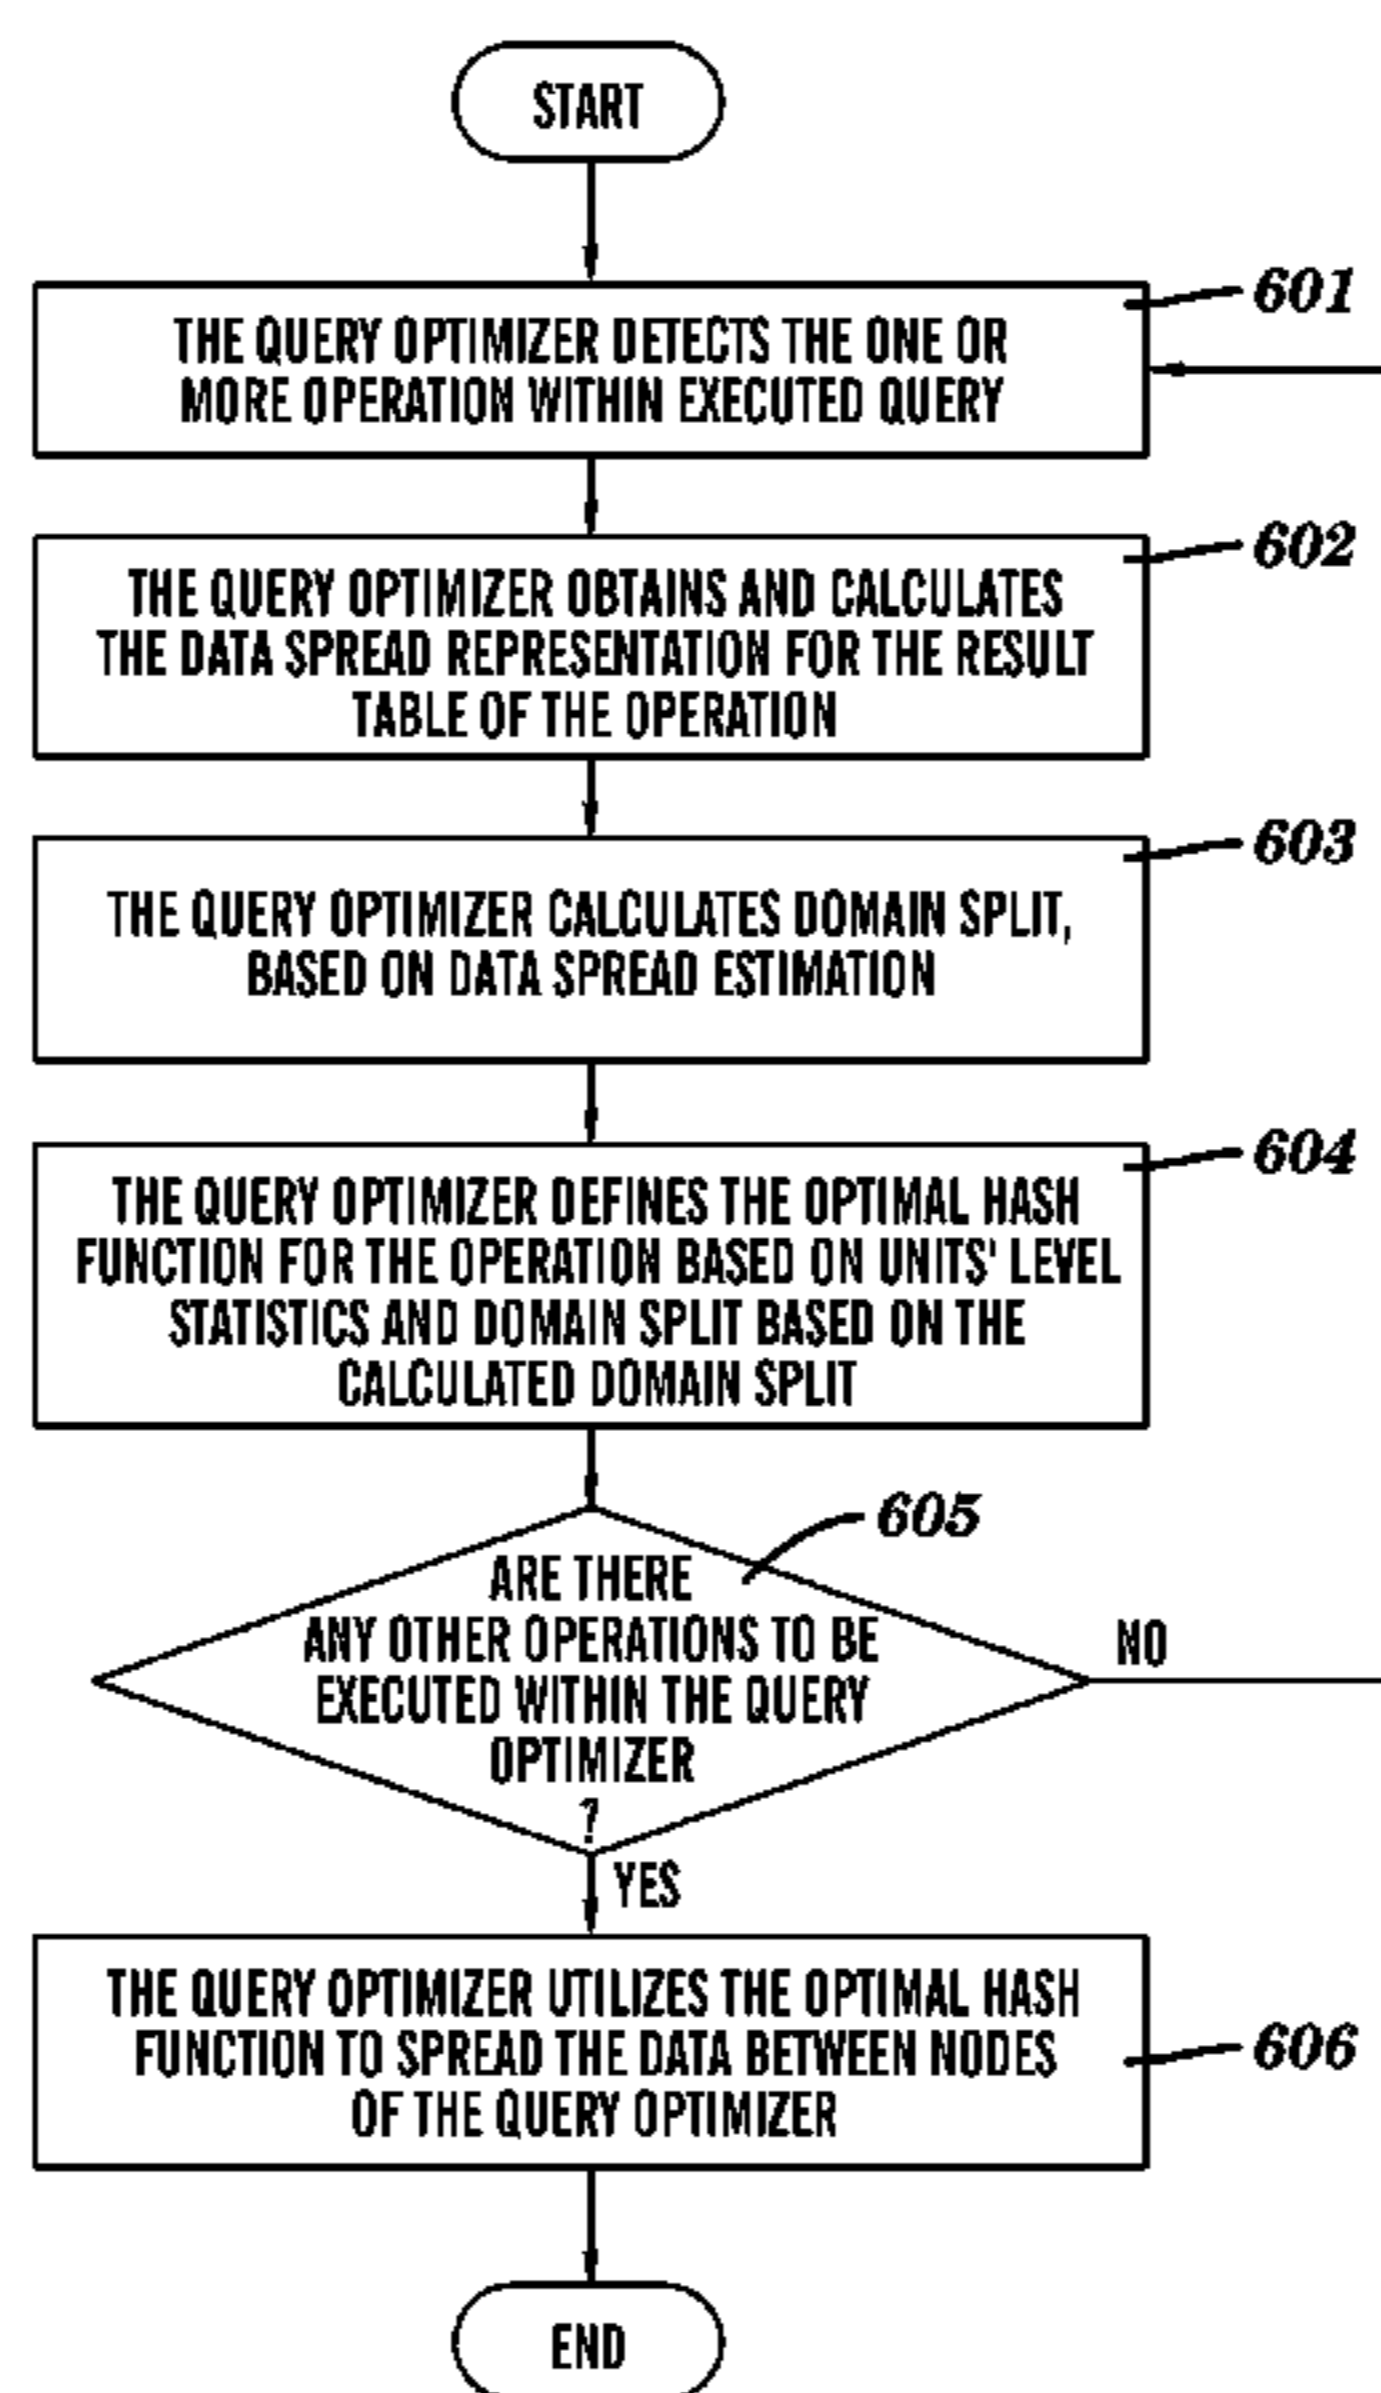 START
601
THE QUERY OPTIMIZER DETECTS THE ONE OR
MORE OPERATION WITHIN EXECUTED QUERY
602
THE QUERY OPTIMIZER OBTAINS AND CALCULATES
THE DATA SPREAD REPRESENTATION FOR THE RESULT
TABLE OF THE OPERATION
603
THE QUERY OPTIMIZER CALCULATES DOMAIN SPLIT,
BASED ON DATA SPREAD ESTIMATION
604
THE QUERY OPTIMIZER DEFINES THE OPTIMAL HASH
FUNCTION FOR THE OPERATION BASED ON UNITS' LEVEL
STATISTICS AND DOMAIN SPLIT BASED ON THE
CALCULATED DOMAIN SPLIT
605
ARE THERE
ANY OTHER OPERATIONS TO BE
EXECUTED WITHIN THE QUERY
OPTIMIZER
?
NO
YES
THE QUERY OPTIMIZER UTILIZES THE OPTIMAL HASH
FUNCTION TO SPREAD THE DATA BETWEEN NODES
OF THE QUERY OPTIMIZER
606
END